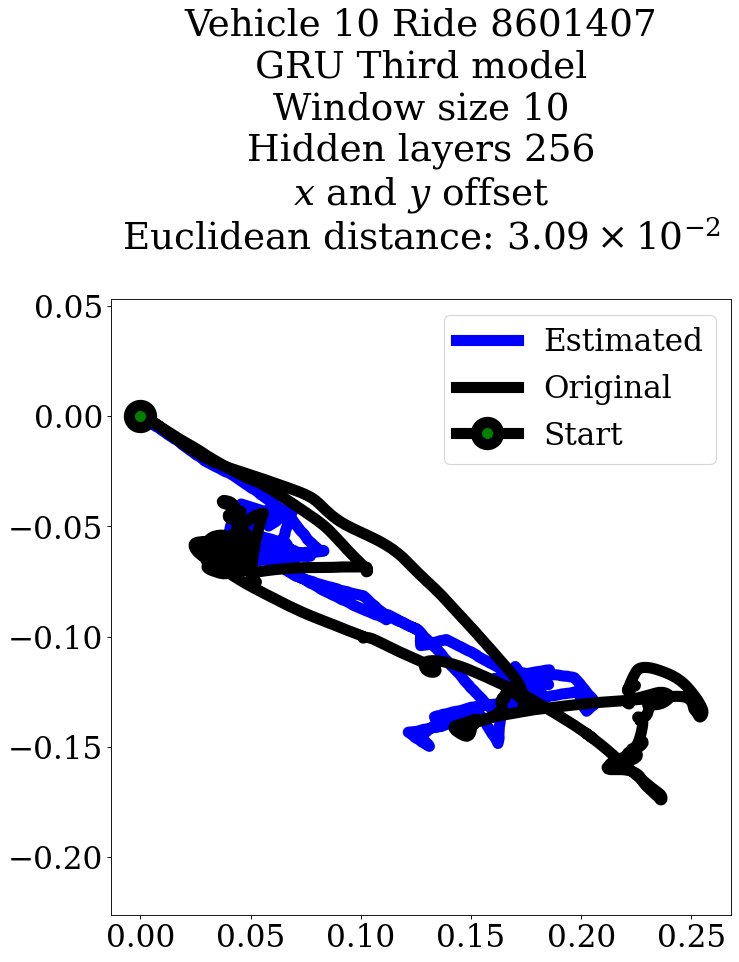 Vehicle 10 Ride 8601407
GRU Third model
Window size 10
Hidden layers 256
x and y offset
Euclidean distance: 3.09 × 10⁻²
Estimated
Original
Start
0.05
0.00
−0.05
−0.10
−0.15
−0.20
0.00 0.05 0.10 0.15 0.20 0.25